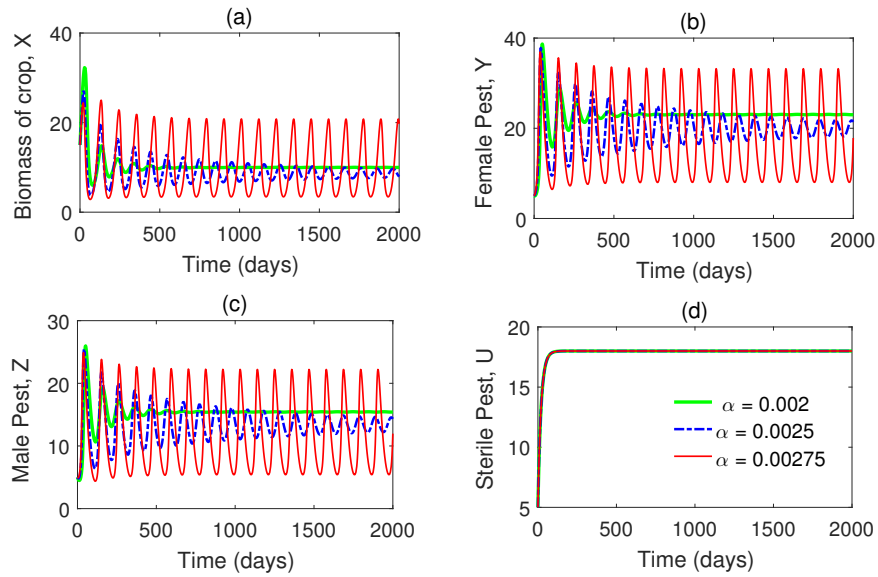 (a)
Biomass of crop, X
40
20
0
0 500 1000 1500 2000
Time (days)
(b)
Female Pest, Y
40
20
0
0 500 1000 1500 2000
Time (days)
(c)
Male Pest, Z
30
20
10
0
0 500 1000 1500 2000
Time (days)
(d)
Sterile Pest, U
20
15
10
5
0 500 1000 1500 2000
Time (days)
α = 0.002
α = 0.0025
α = 0.00275